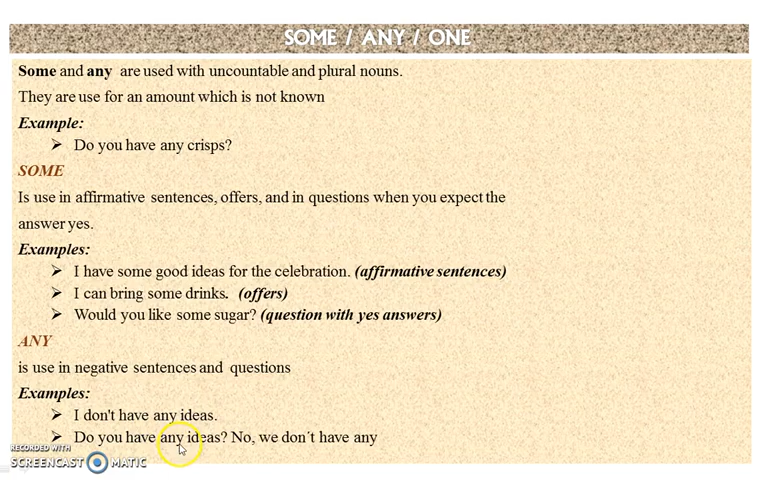 SOME / ANY / ONE
Some and any are used with uncountable and plural nouns.
They are use for an amount which is not known
Example:
➤ Do you have any crisps?
SOME
Is use in affirmative sentences, offers, and in questions when you expect the
answer yes.
Examples:
➤ I have some good ideas for the celebration. (affirmative sentences)
➤ I can bring some drinks. (offers)
➤ Would you like some sugar? (question with yes answers)
ANY
is use in negative sentences and questions
Examples:
➤ I don't have any ideas.
➤ Do you have any ideas? No, we don´t have any
RECORDED WITH
SCREENCAST MATIC